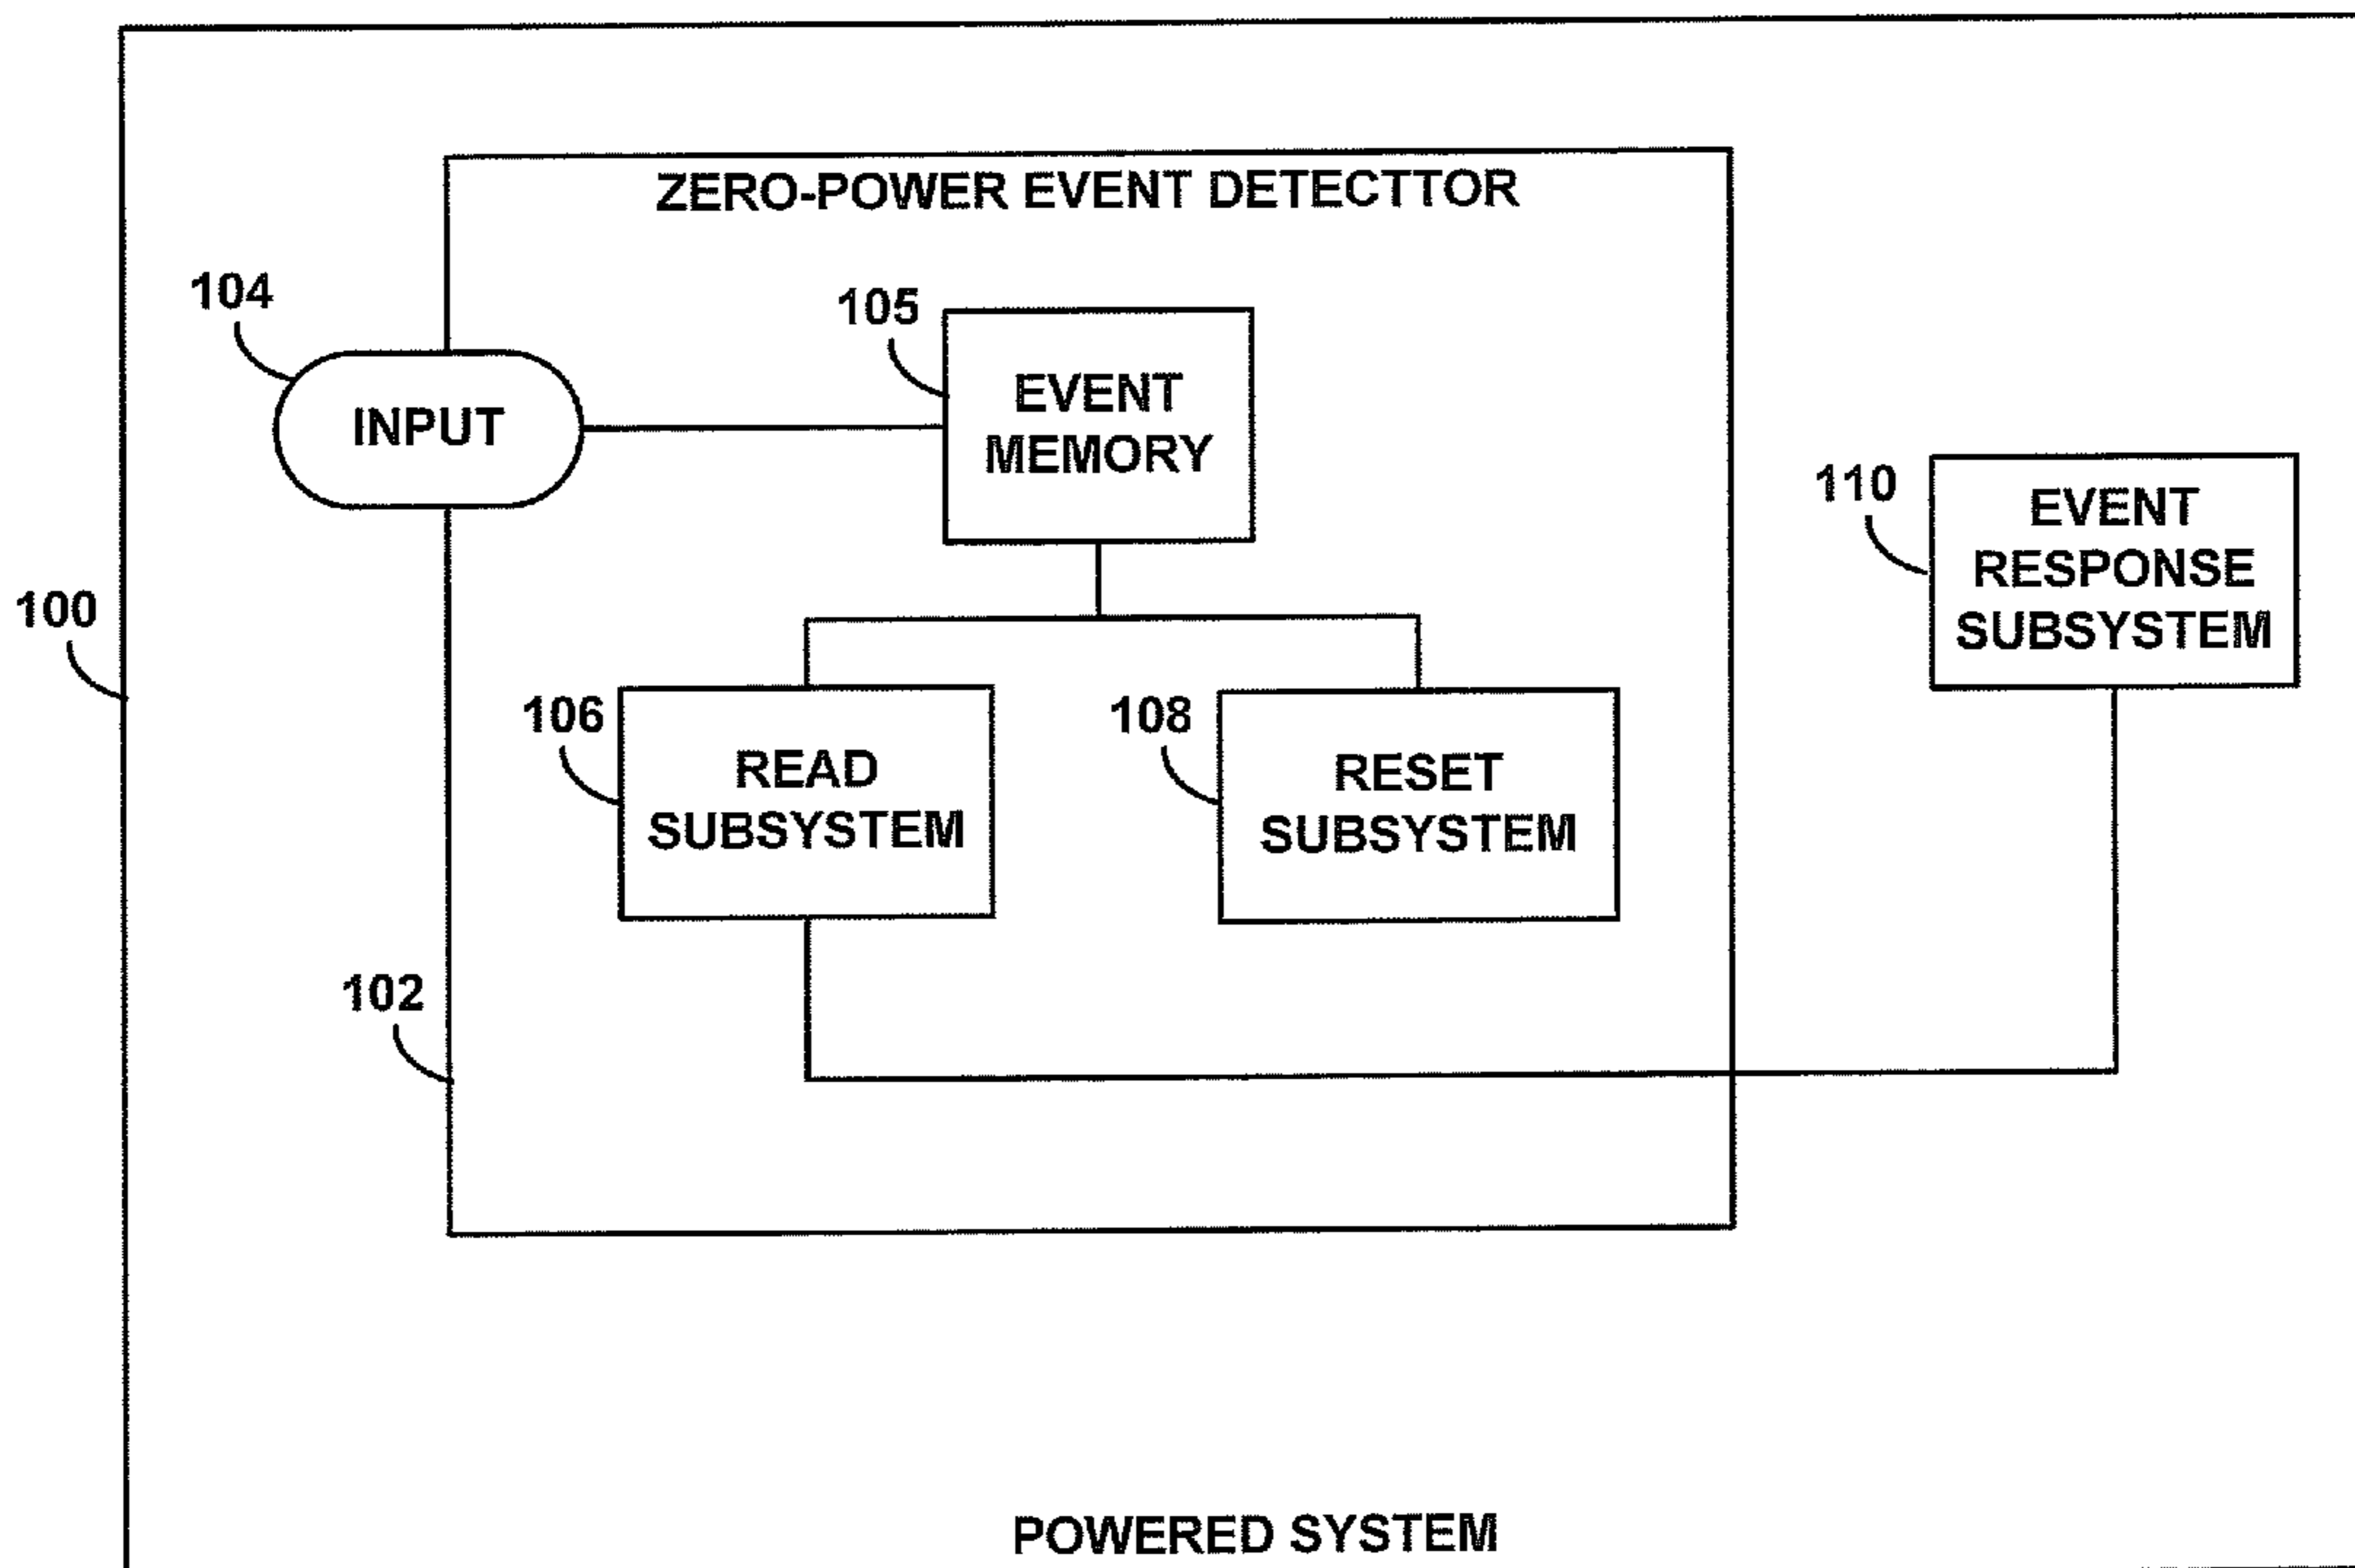 ZERO-POWER EVENT DETECTTOR
104
INPUT
105
EVENT
MEMORY
110
EVENT
RESPONSE
SUBSYSTEM
100
106
READ
SUBSYSTEM
108
RESET
SUBSYSTEM
102
POWERED SYSTEM